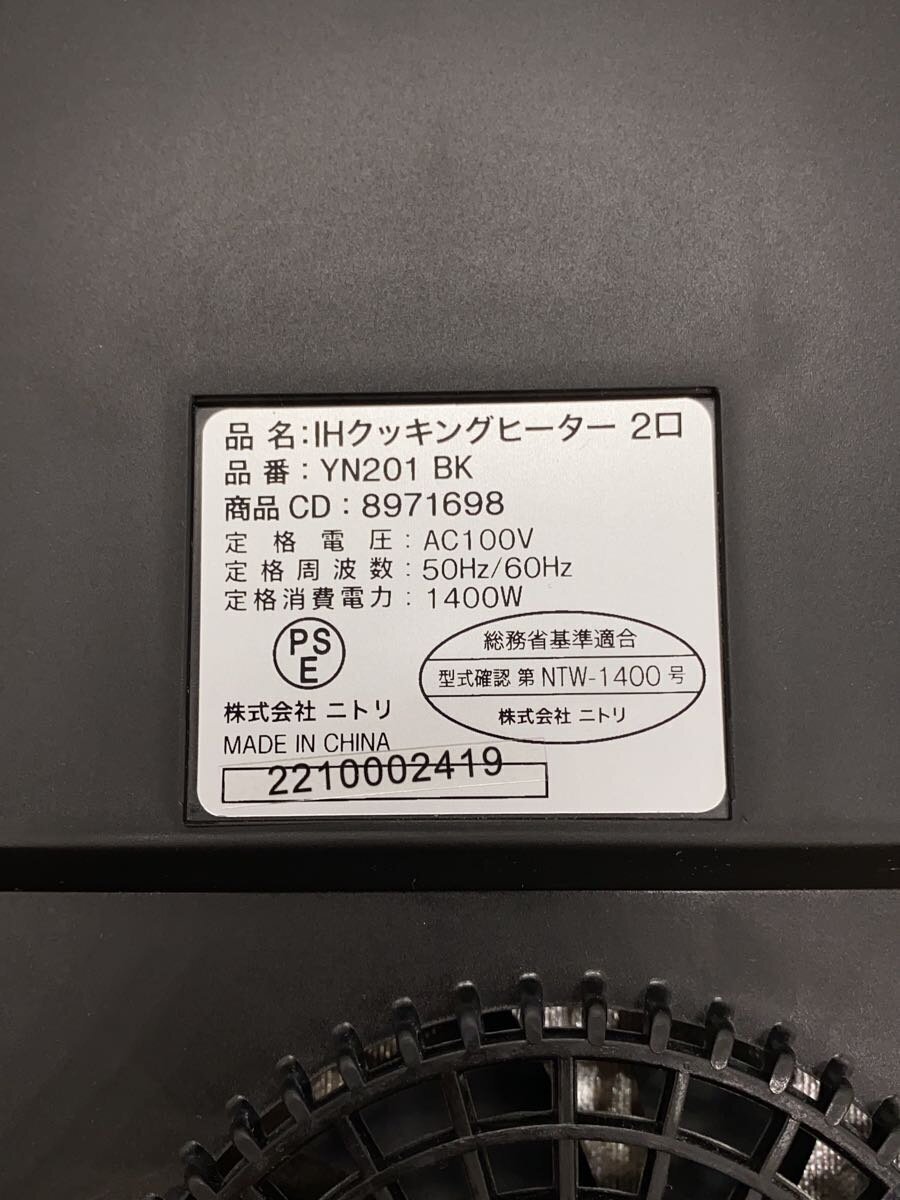 品 名：IHクッキングヒーター 2口
品 番：YN201 BK
商品 CD：8971698
定格電圧：AC100V
定格周波数：50Hz/60Hz
定格消費電力：1400W
PS
E
総務省基準適合
型式確認 第 NTW-1400 号
株式会社 ニトリ
株式会社 ニトリ
MADE IN CHINA
2210002419